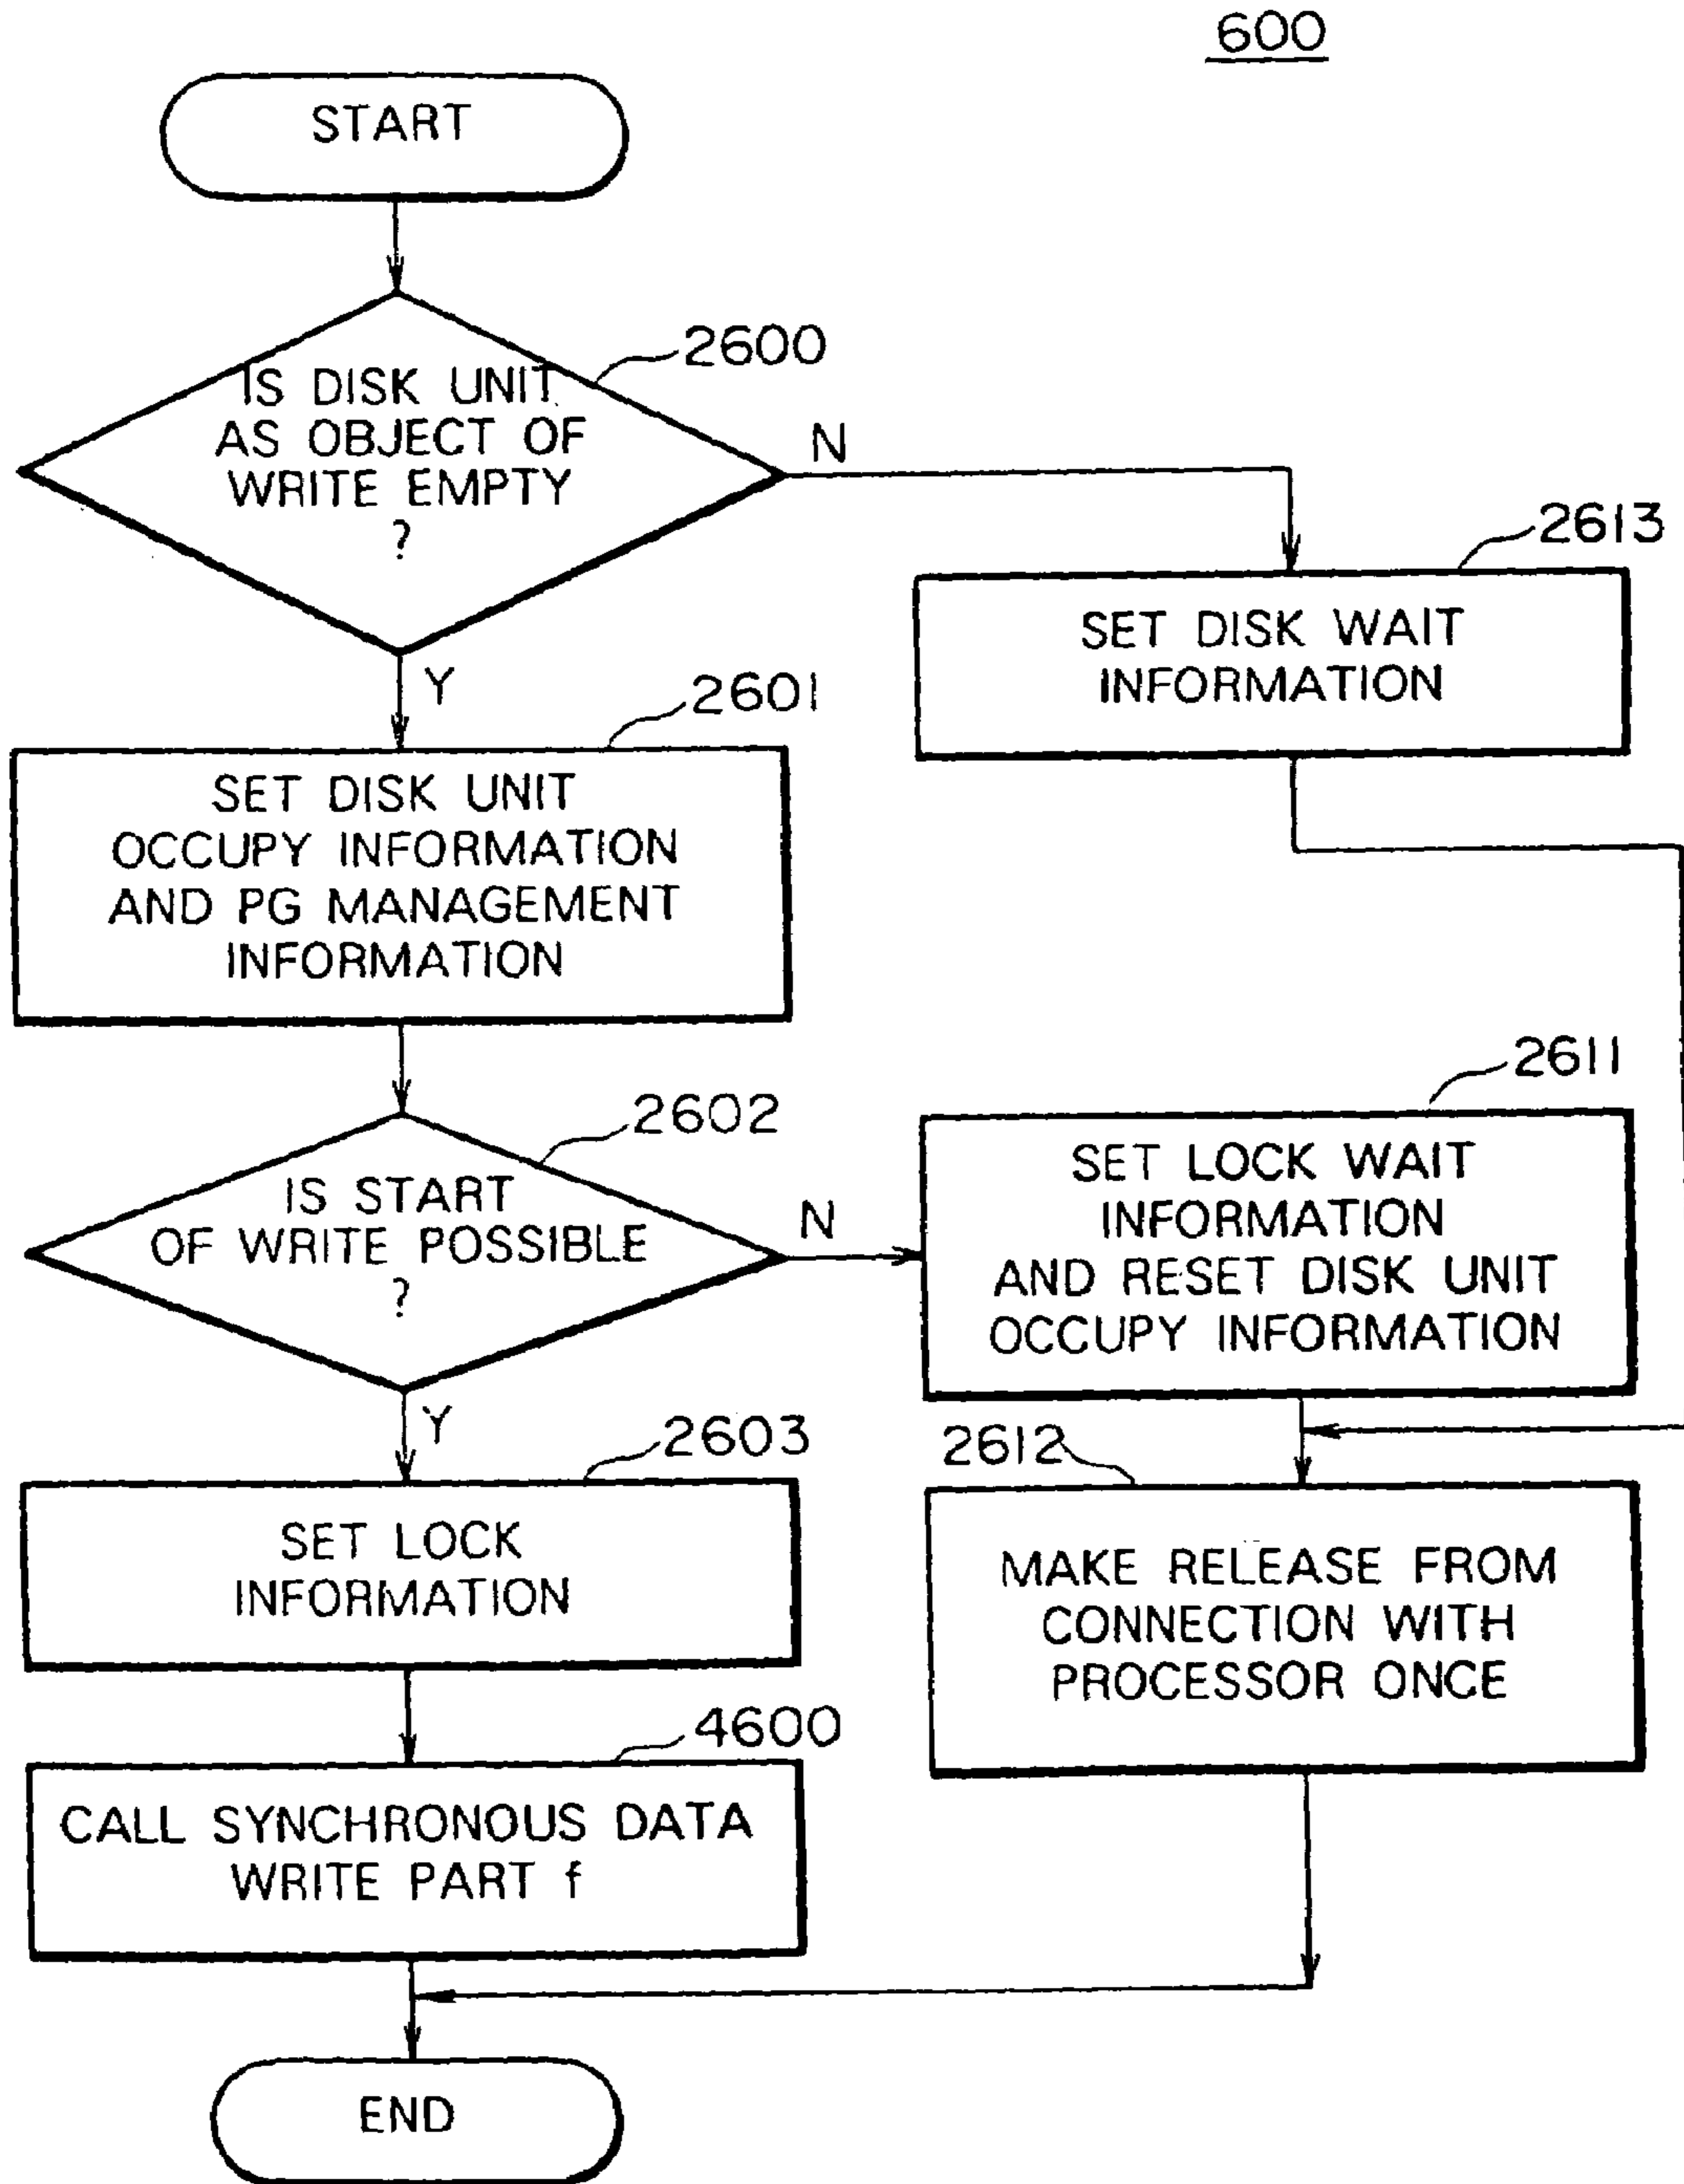 600
START
2600
IS DISK UNIT
AS OBJECT OF
WRITE EMPTY
?
N
Y
2613
SET DISK WAIT
INFORMATION
2601
SET DISK UNIT
OCCUPY INFORMATION
AND PG MANAGEMENT
INFORMATION
2602
IS START
OF WRITE POSSIBLE
?
N
Y
2611
SET LOCK WAIT
INFORMATION
AND RESET DISK UNIT
OCCUPY INFORMATION
2603
SET LOCK
INFORMATION
2612
MAKE RELEASE FROM
CONNECTION WITH
PROCESSOR ONCE
4600
CALL SYNCHRONOUS DATA
WRITE PART f
END